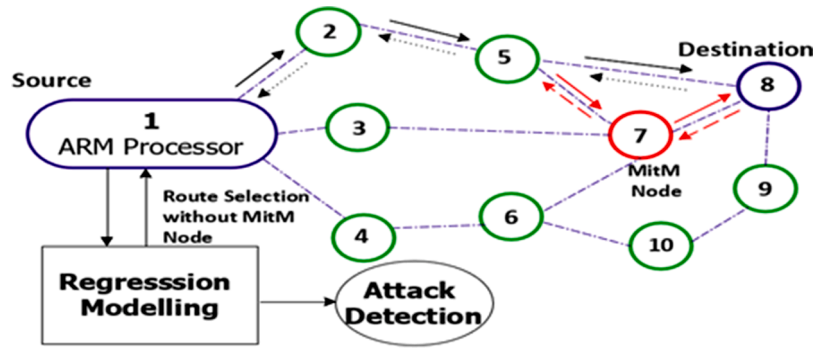 2
5
Destination
8
Source
1
ARM Processor
3
7
MitM
Node
Route Selection
without MitM
Node
4
6
9
10
Regresssion
Modelling
Attack
Detection